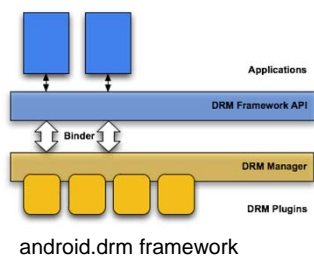 Applications
DRM Framework API
Binder
DRM Manager
DRM Plugins
android.drm framework